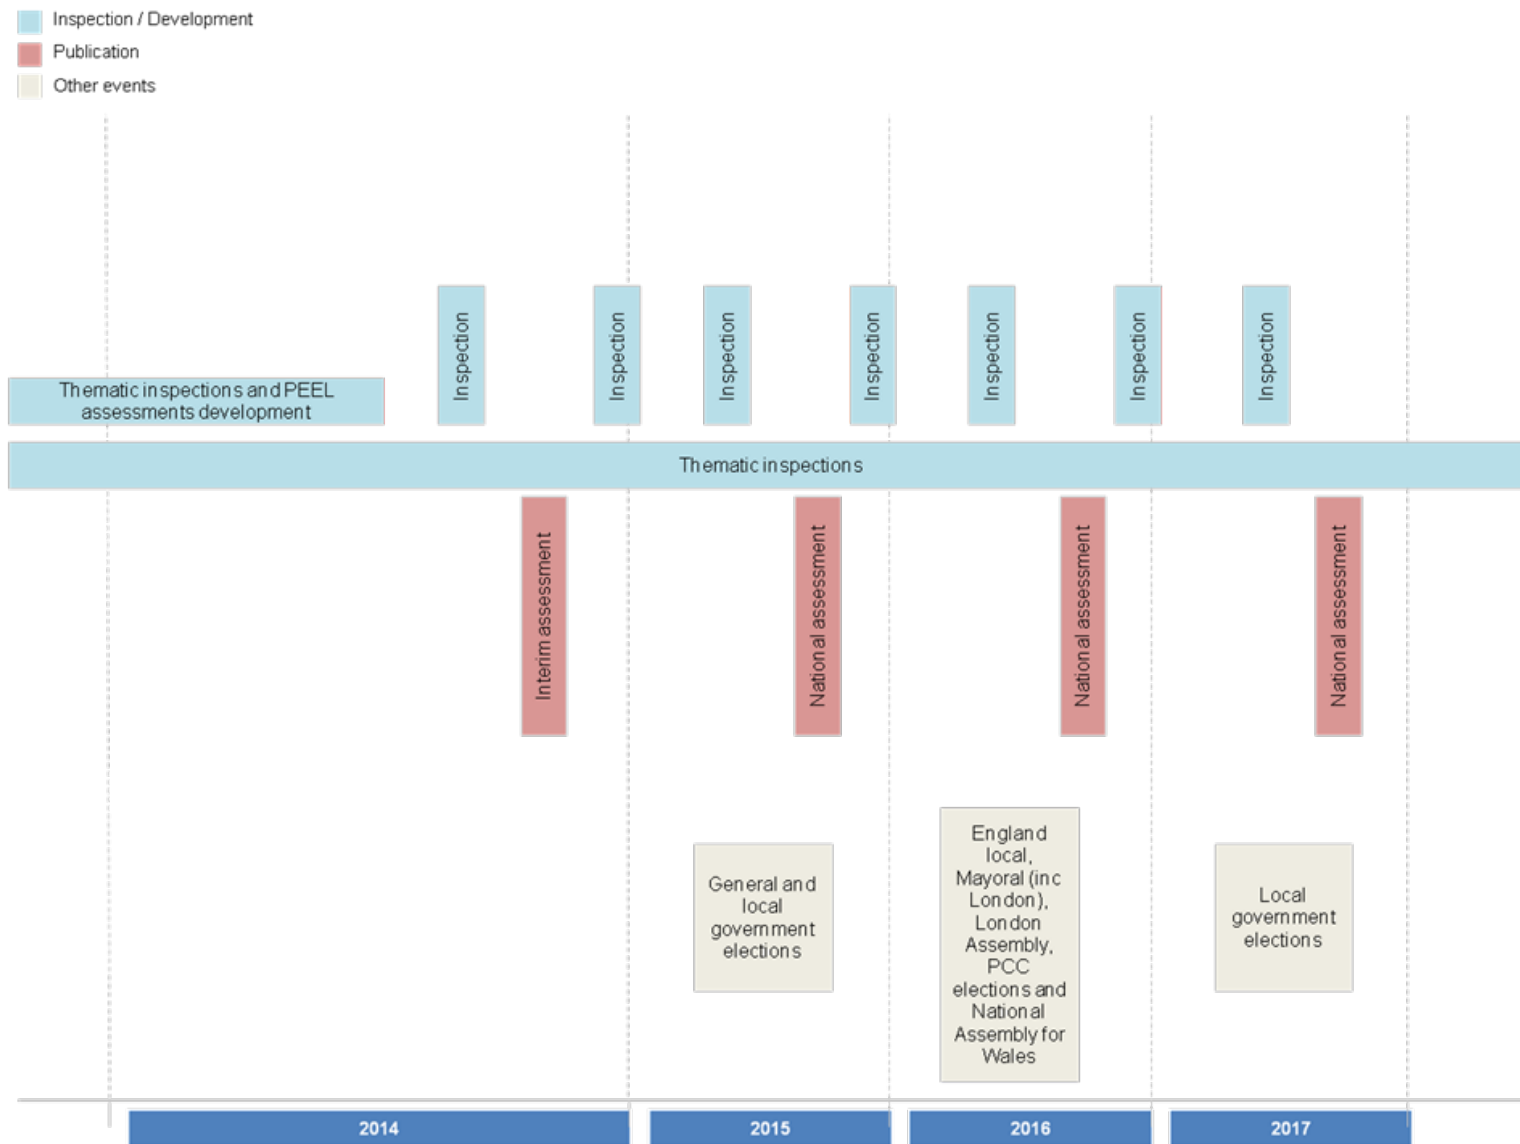 Inspection / Development
Publication
Other events
Inspection
Inspection
Inspection
Inspection
Inspection
Inspection
Inspection
Thematic inspections and PEEL
assessments development
Thematic inspections
Interim assessment
National assessment
National assessment
National assessment
General and
local
government
elections
England
local,
Mayoral (inc
London),
London
Assembly,
PCC
elections and
National
Assembly for
Wales
Local
government
elections
2014
2015
2016
2017